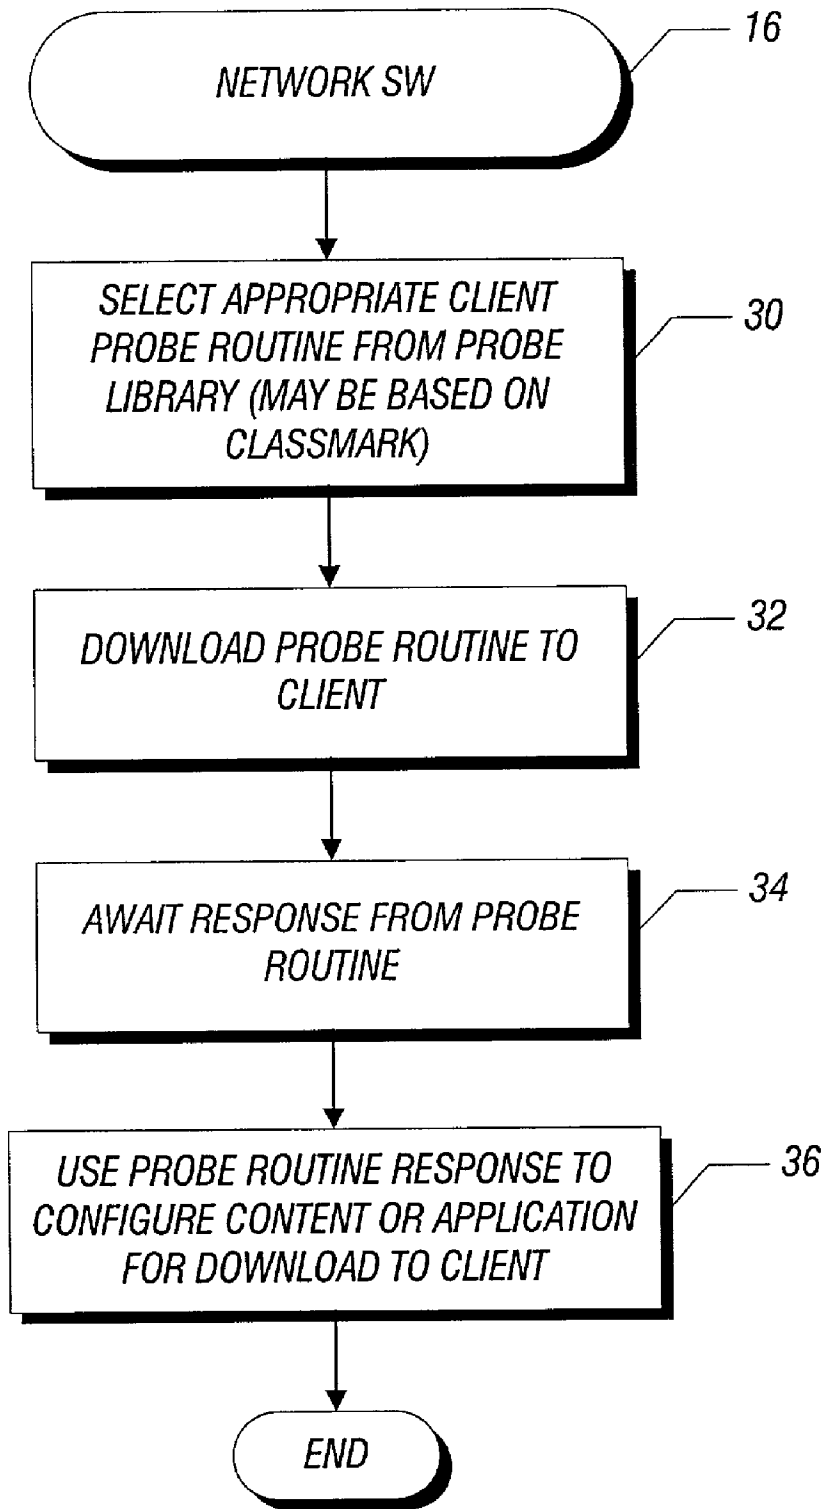 16
NETWORK SW
SELECT APPROPRIATE CLIENT
PROBE ROUTINE FROM PROBE
LIBRARY (MAY BE BASED ON
CLASSMARK)
30
DOWNLOAD PROBE ROUTINE TO
CLIENT
32
AWAIT RESPONSE FROM PROBE
ROUTINE
34
USE PROBE ROUTINE RESPONSE TO
CONFIGURE CONTENT OR APPLICATION
FOR DOWNLOAD TO CLIENT
36
END